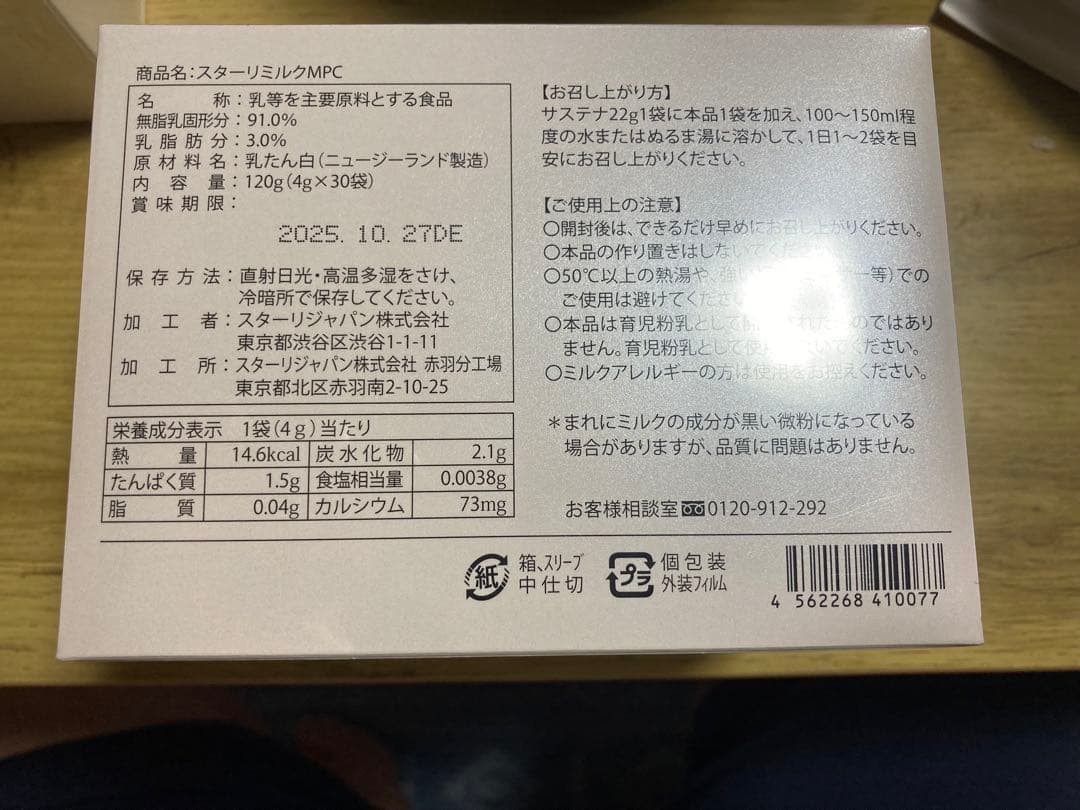 商品名:スターリミルクMPC
名称:乳等を主要原料とする食品
無脂乳固形分:91.0%
乳脂肪分:3.0%
原材料名:乳たん白(ニュージーランド製造)
内容量:120g(4g×30袋)
賞味期限:
2025. 10. 27DE
保存方法:直射日光・高温多湿をさけ、
冷暗所で保存してください。
加工者:スターリジャパン株式会社
東京都渋谷区渋谷1-1-11
加工所:スターリジャパン株式会社 赤羽分工場
東京都北区赤羽南2-10-25
栄養成分表示 1袋(4g)当たり
熱量 14.6kcal 炭水化物 2.1g
たんぱく質 1.5g 食塩相当量 0.0038g
脂質 0.04g カルシウム 73mg
【お召し上がり方】
サステナ22g1袋に本品1袋を加え、100〜150ml程
度の水またはぬるま湯に溶かして、1日1〜2袋を目
安にお召し上がりください。
【ご使用上の注意】
○開封後は、できるだけ早めにお召し上がりください。
○本品の作り置きはしないでください。
○50℃以上の熱湯や、強い 等)での
ご使用は避けてください
○本品は育児粉乳として開発されたものではあり
ません。育児粉乳として使用しないでください。
○ミルクアレルギーの方は使用をお控えください。
*まれにミルクの成分が黒い微粉になっている
場合がありますが、品質に問題はありません。
お客様相談室 0120-912-292
紙 箱、スリーブ
中仕切
プラ 個包装
外装フィルム
4 562268 410077